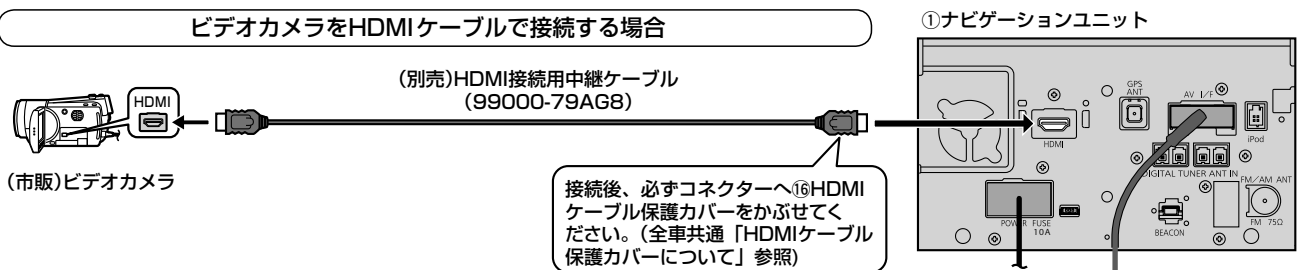 ビデオカメラをHDMIケーブルで接続する場合
①ナビゲーションユニット
(別売)HDMI接続用中継ケーブル
(99000-79AG8)
HDMI
(市販)ビデオカメラ
接続後、必ずコネクターへ⑯HDMI
ケーブル保護カバーをかぶせてく
ださい。(全車共通「HDMIケーブル
保護カバーについて」参照)
GPS
ANT
AV I/F
HDMI
iPod
DIGITAL TUNER ANT IN
FM/AM ANT
POWER FUSE
10A
BEACON
FM 75Ω